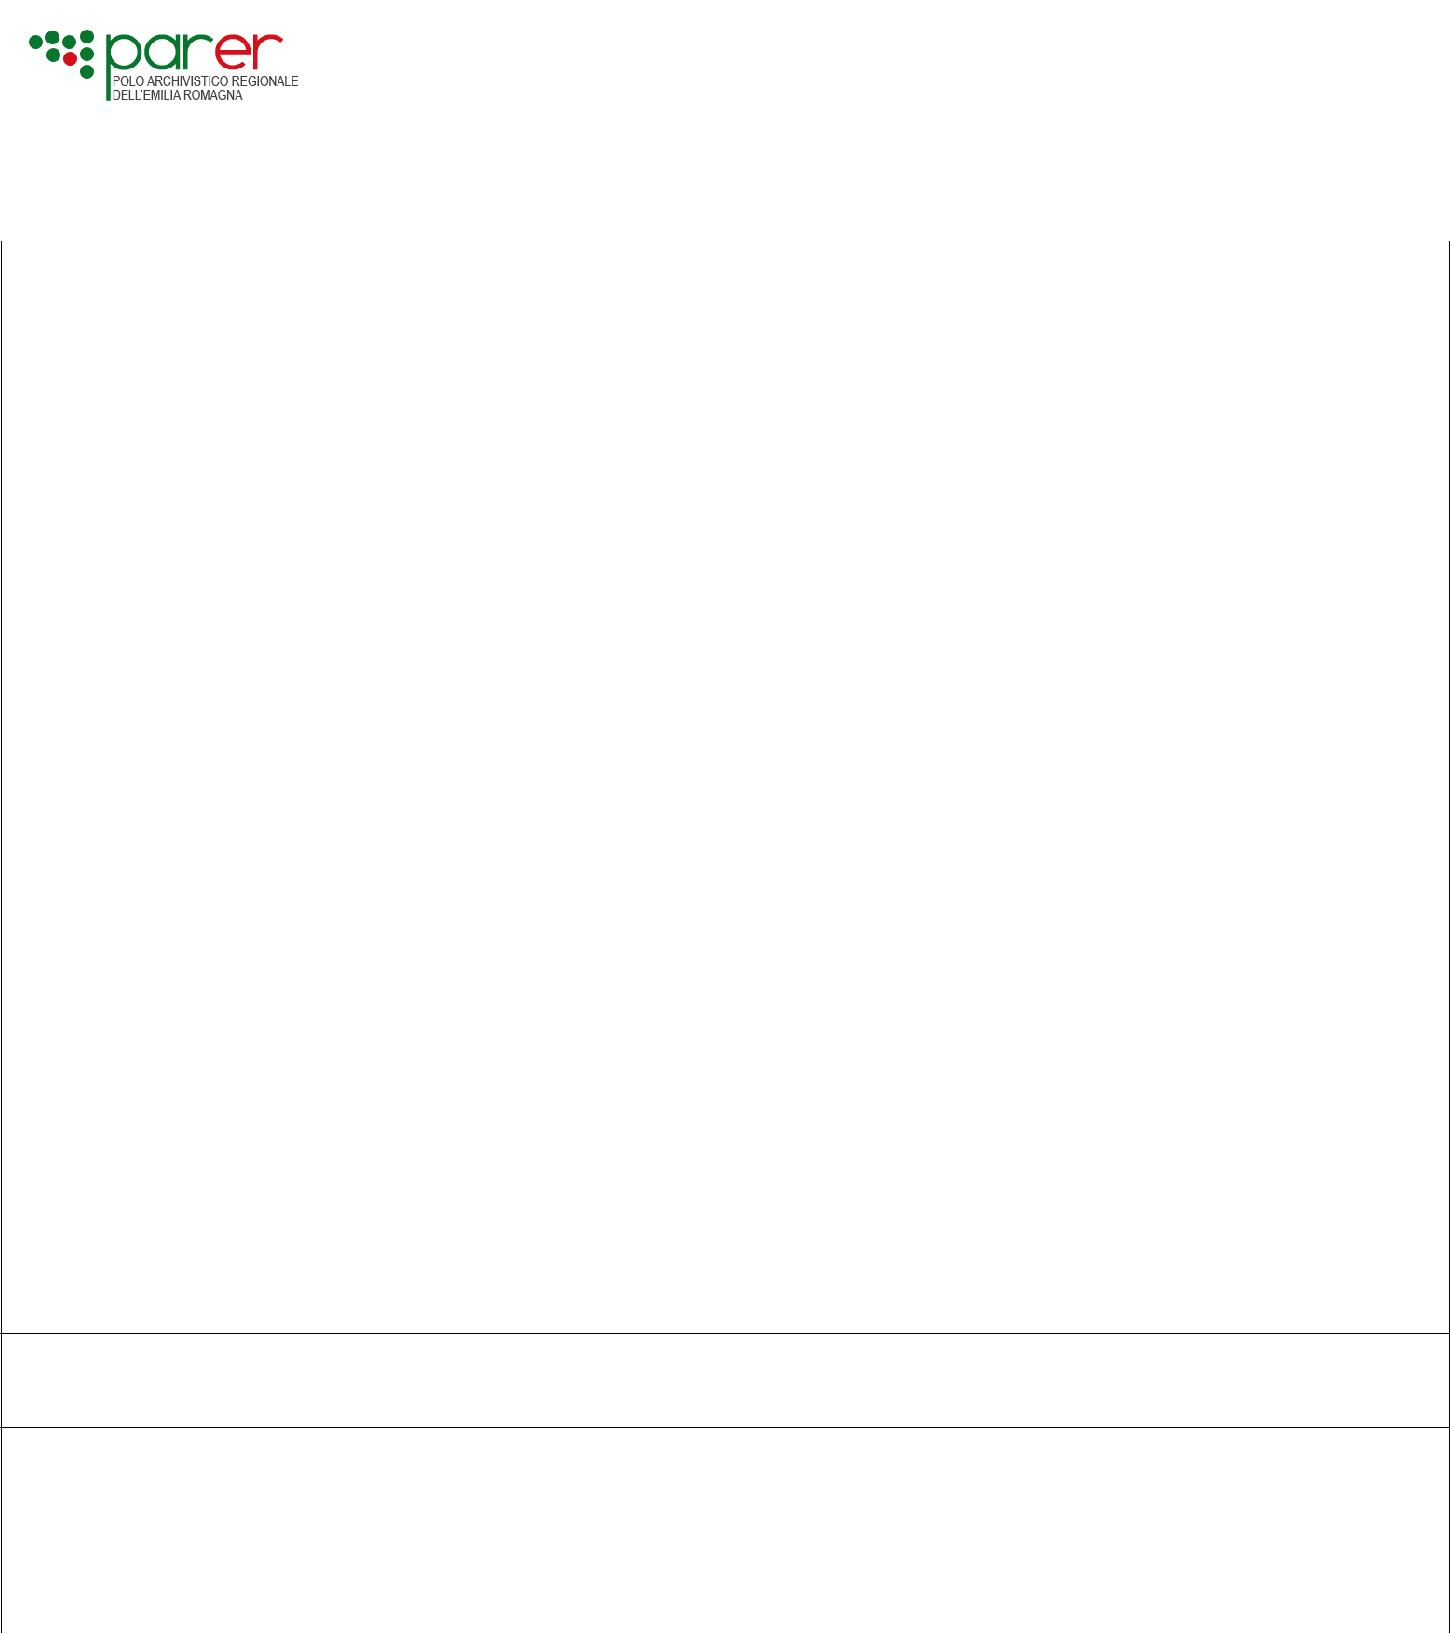 parer
POLO ARCHIVISTICO REGIONALE
DELL'EMILIA ROMAGNA